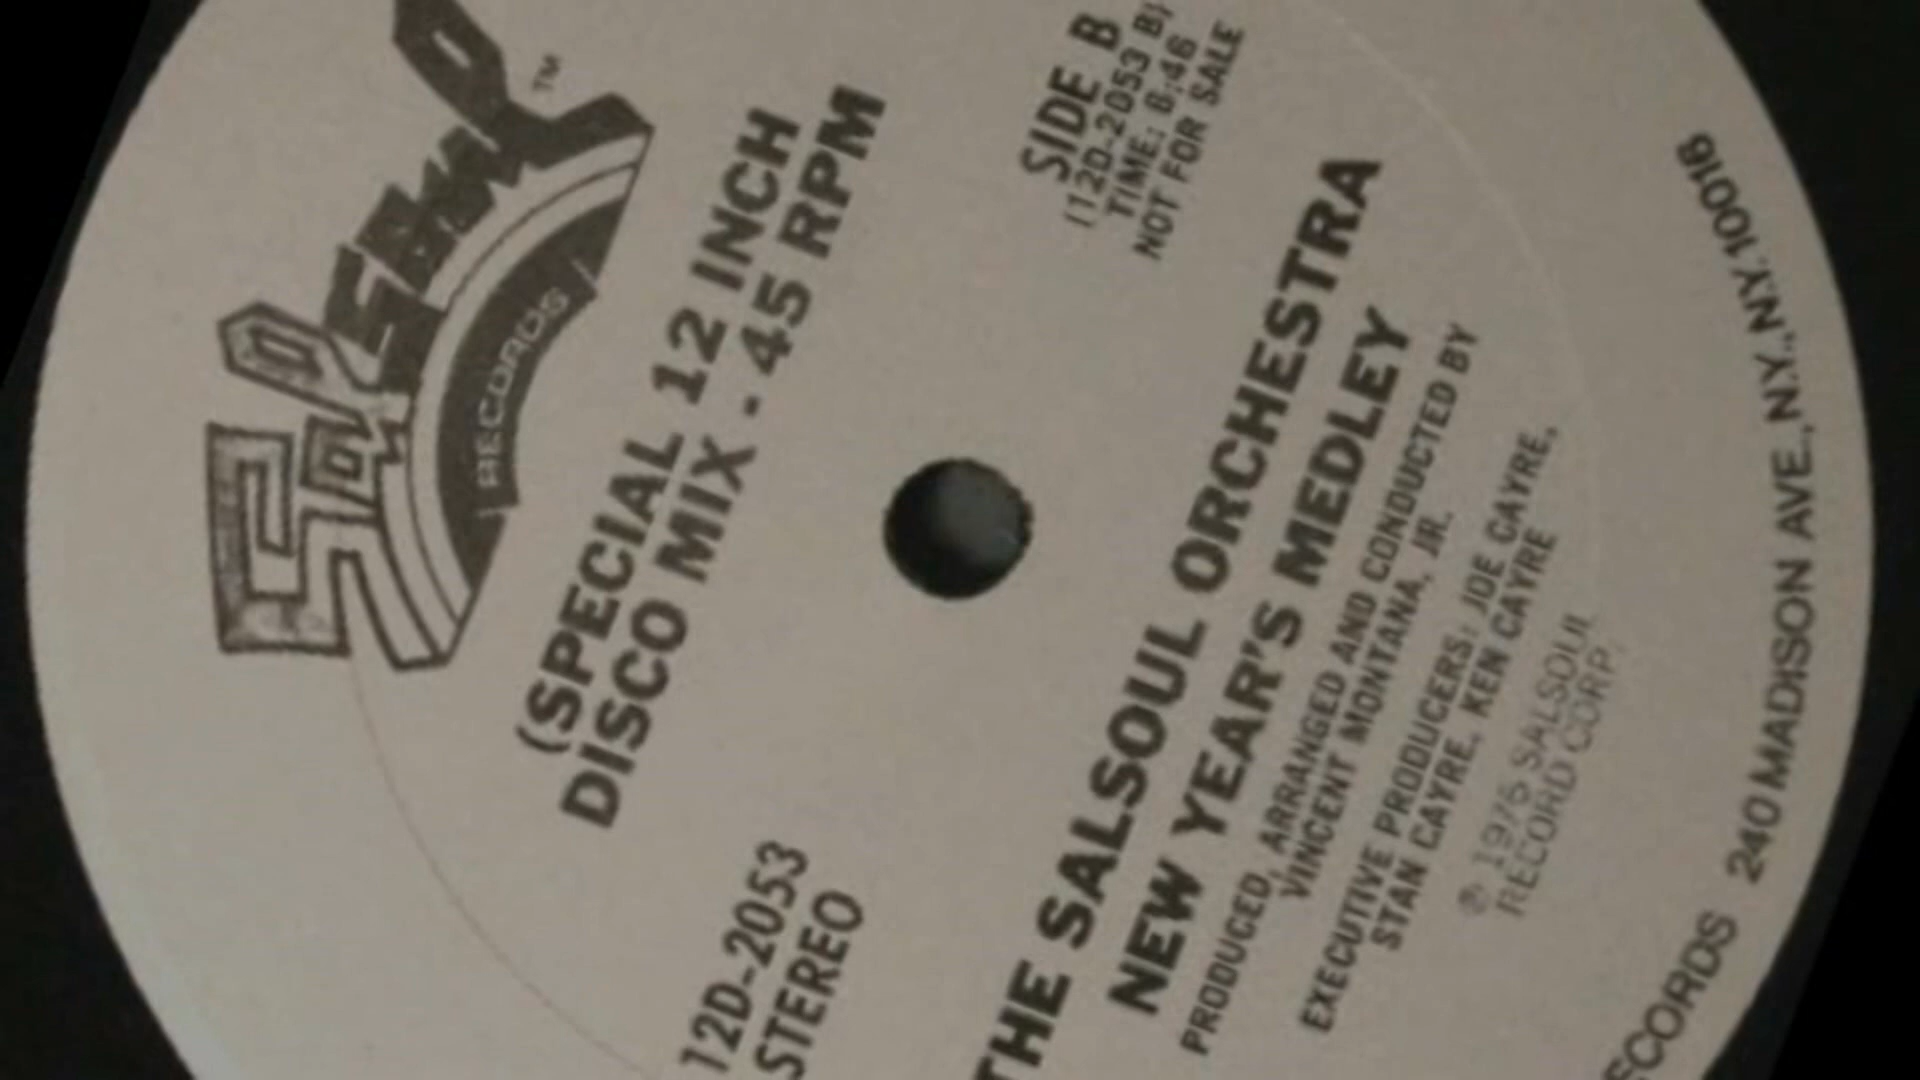 SalSoul
TM
RECORDS
(SPECIAL 12 INCH
DISCO MIX - 45 RPM
12D-2053
STEREO
SIDE B
(12D-2053 B)
TIME: 8:46
NOT FOR SALE
THE SALSOUL ORCHESTRA
NEW YEAR'S MEDLEY
PRODUCED, ARRANGED AND CONDUCTED BY
VINCENT MONTANA, JR.
EXECUTIVE PRODUCERS: JOE CAYRE,
STAN CAYRE, KEN CAYRE
℗ 1976 SALSOUL
RECORD CORP.
ECORDS 240 MADISON AVE., N.Y., N.Y. 10016